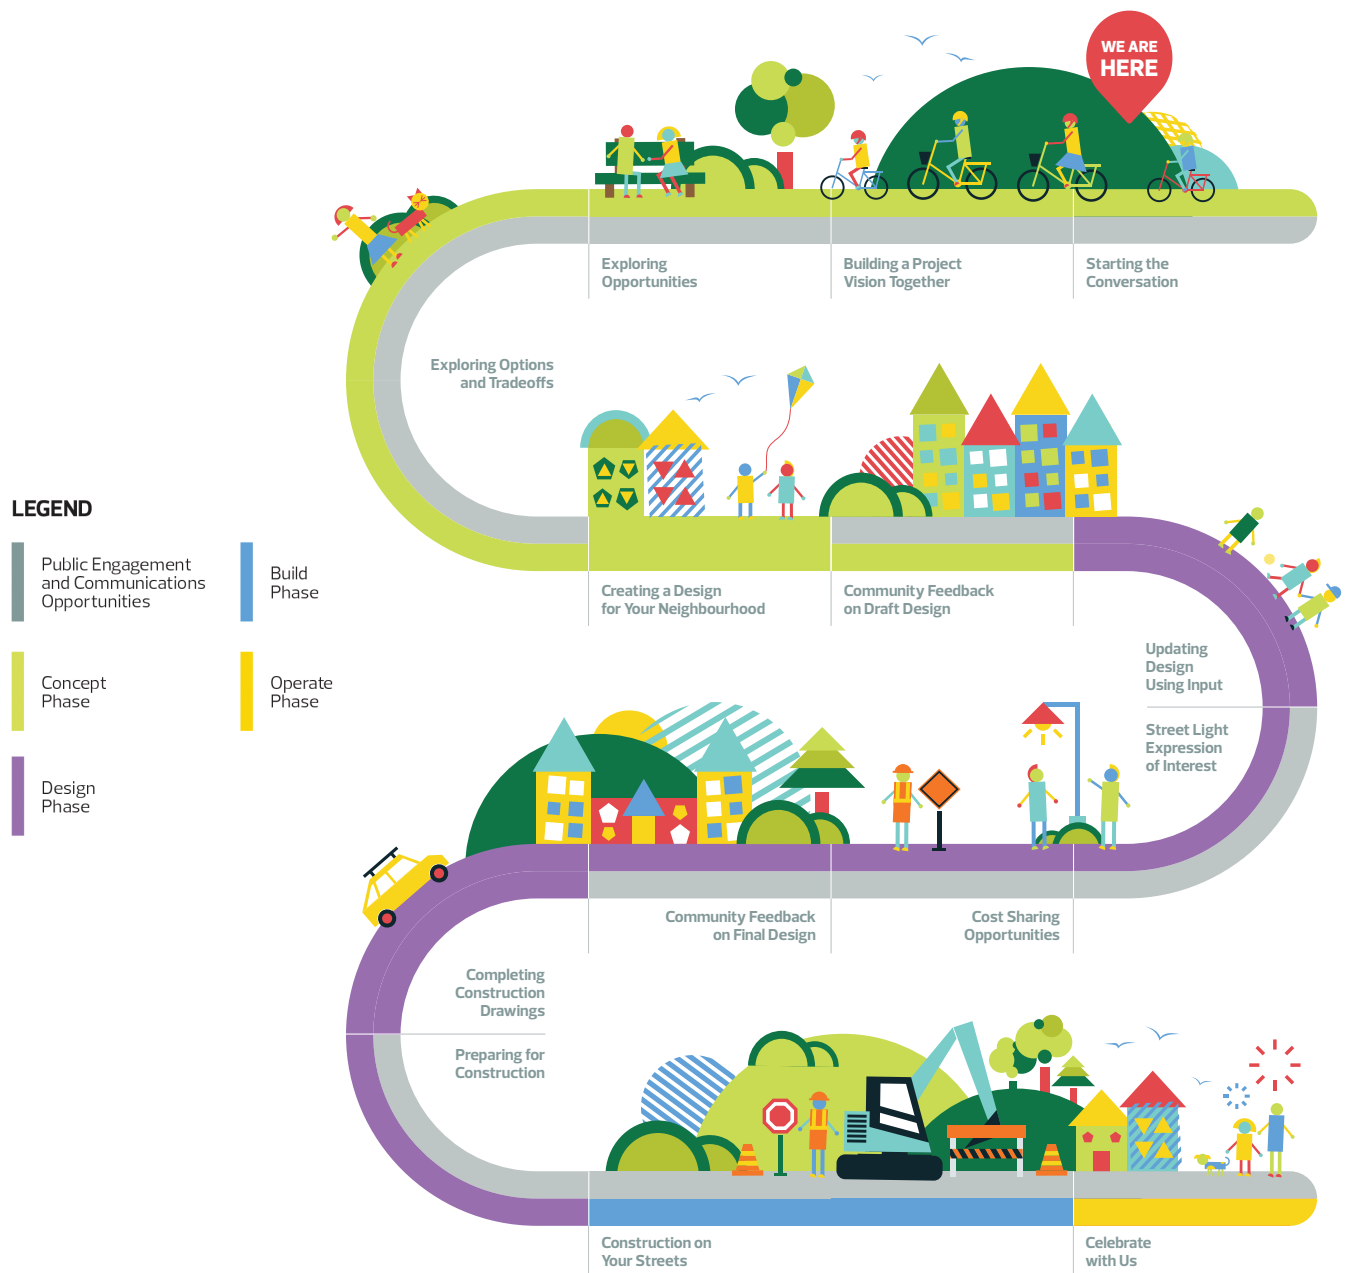 WE ARE
HERE
Exploring
Opportunities
Building a Project
Vision Together
Starting the
Conversation
Exploring Options
and Tradeoffs
LEGEND
Public Engagement
and Communications
Opportunities
Build
Phase
Concept
Phase
Operate
Phase
Design
Phase
Creating a Design
for Your Neighbourhood
Community Feedback
on Draft Design
Updating
Design
Using Input
Street Light
Expression
of Interest
Community Feedback
on Final Design
Cost Sharing
Opportunities
Completing
Construction
Drawings
Preparing for
Construction
Construction on
Your Streets
Celebrate
with Us